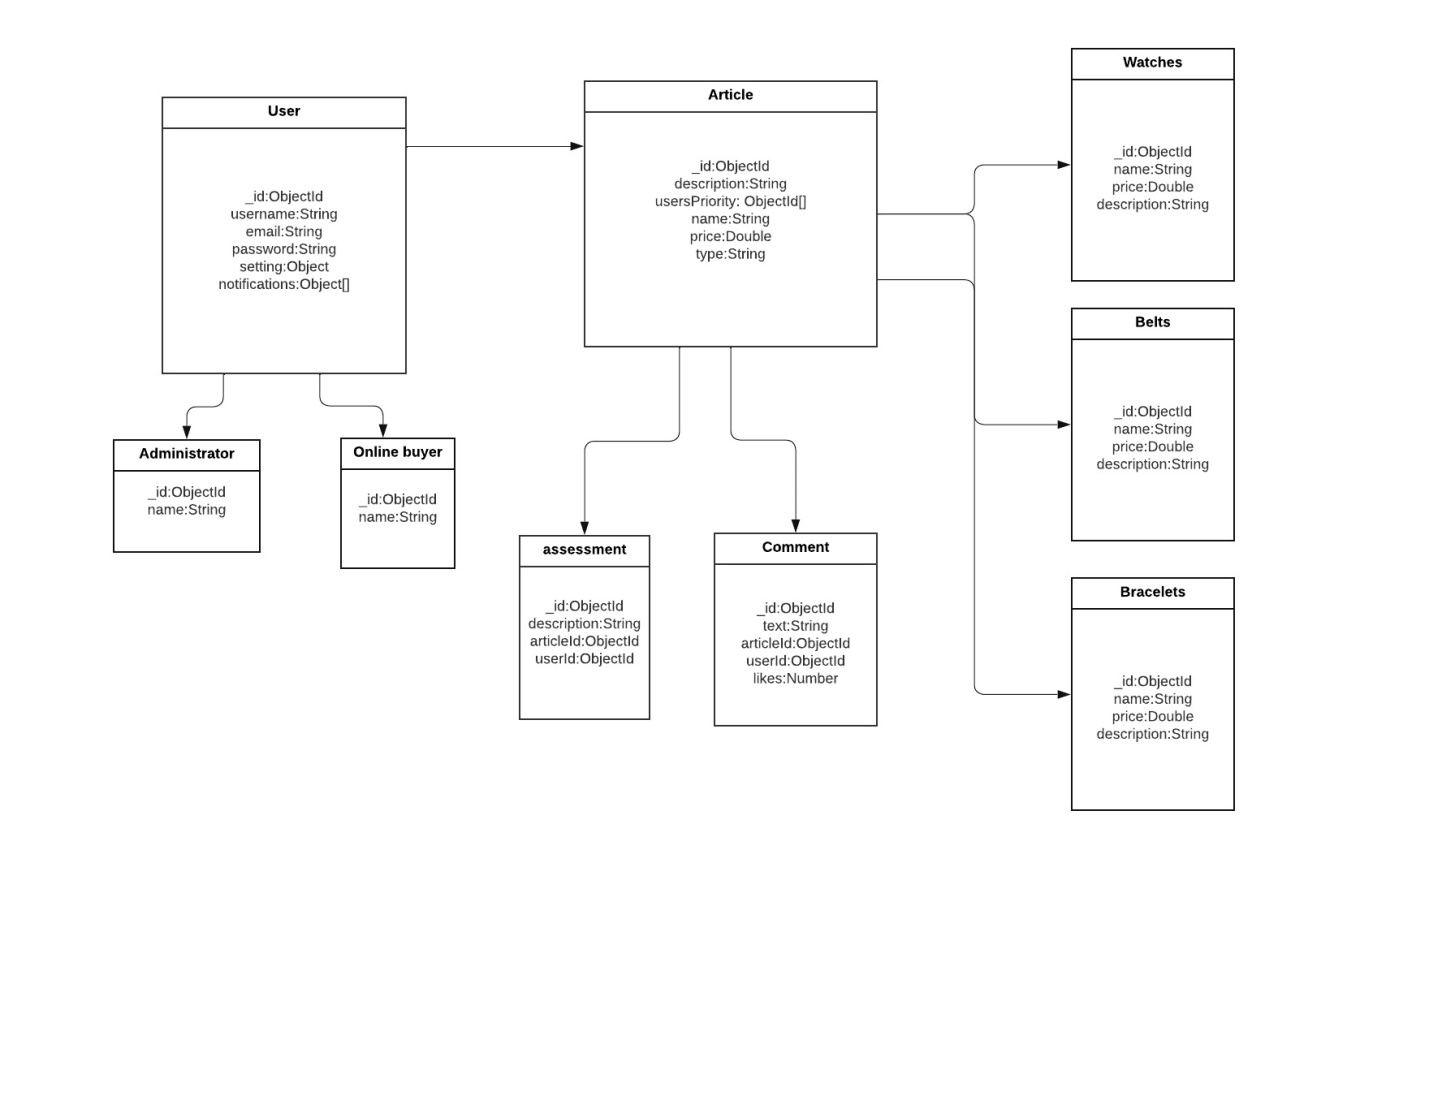 User
_id:ObjectId
username:String
email:String
password:String
setting:Object
notifications:Object[]
Administrator
_id:ObjectId
name:String
Online buyer
_id:ObjectId
name:String
Article
_id:ObjectId
description:String
usersPriority: ObjectId[]
name:String
price:Double
type:String
assessment
_id:ObjectId
description:String
articleId:ObjectId
userId:ObjectId
Comment
_id:ObjectId
text:String
articleId:ObjectId
userId:ObjectId
likes:Number
Watches
_id:ObjectId
name:String
price:Double
description:String
Belts
_id:ObjectId
name:String
price:Double
description:String
Bracelets
_id:ObjectId
name:String
price:Double
description:String